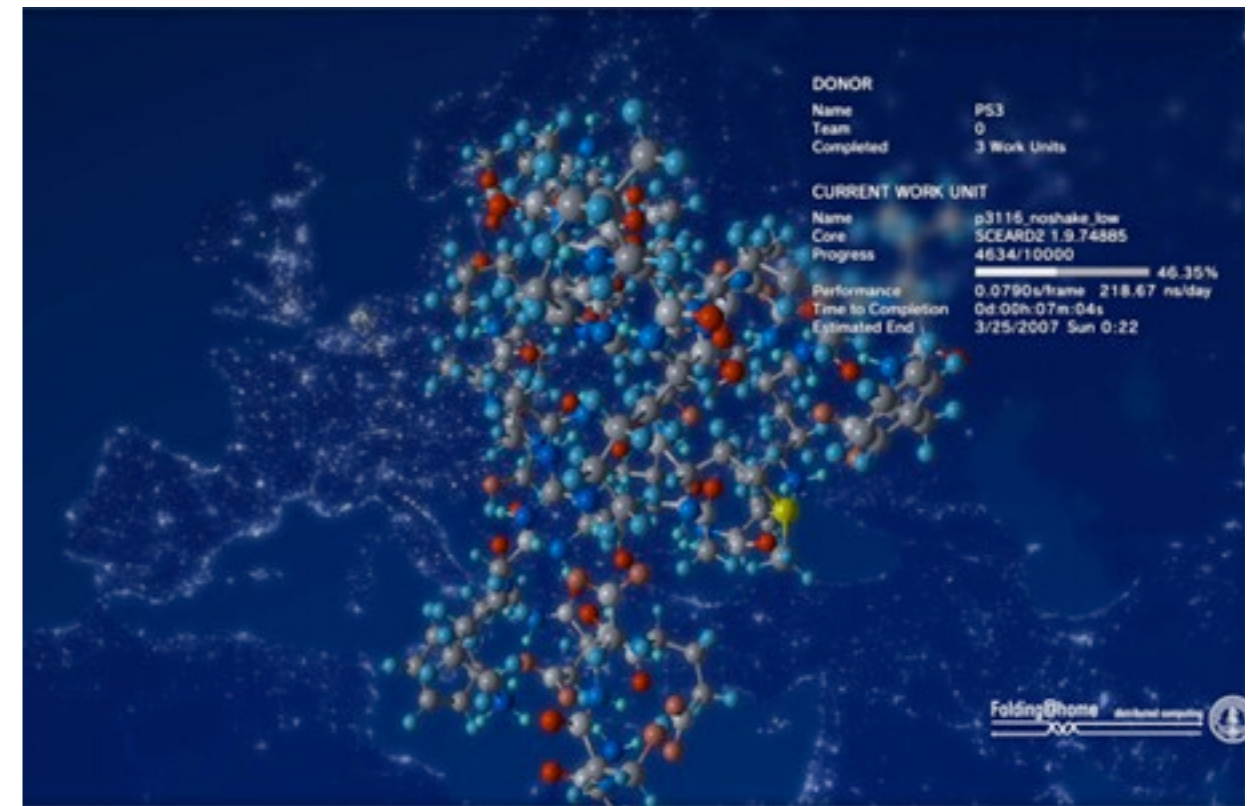 DONOR
Name PS3
Team 0
Completed 3 Work Units
CURRENT WORK UNIT
Name p3116_noshake_low
Core SCEARD2 1.9.74885
Progress 4634/10000
46.35%
Performance 0.0790s/frame 218.67 ns/day
Time to Completion 0d:00h:07m:04s
Estimated End 3/25/2007 Sun 0:22
Folding@home distributed computing